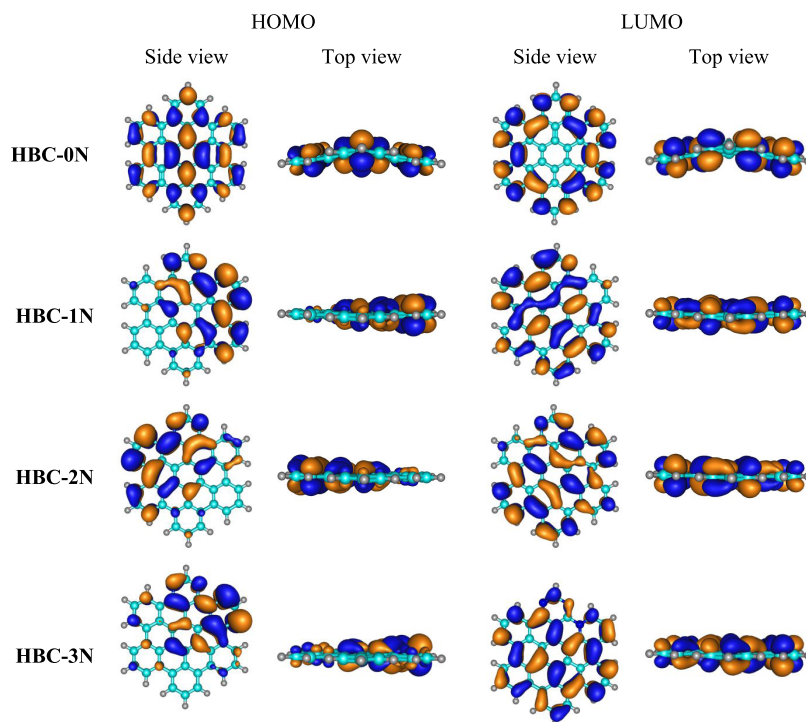 HOMO LUMO
Side view Top view Side view Top view
HBC-0N
HBC-1N
HBC-2N
HBC-3N